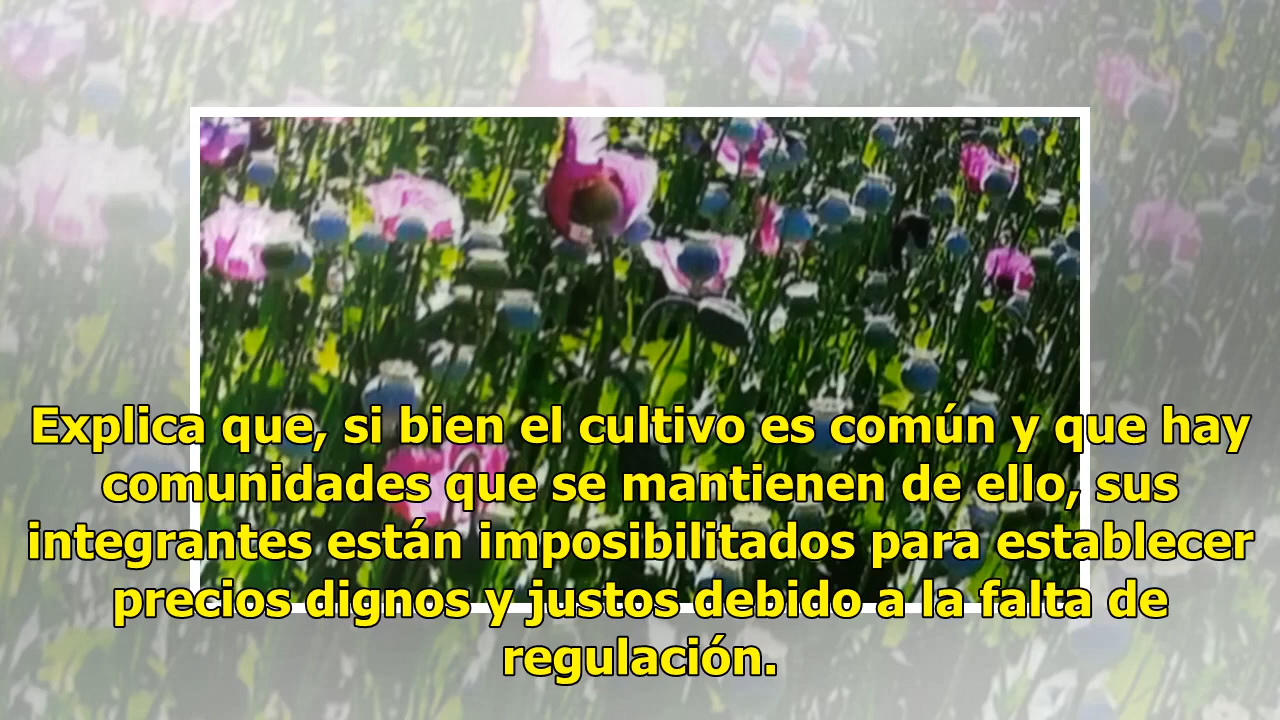 Explica que, si bien el cultivo es común y que hay
comunidades que se mantienen de ello, sus
integrantes están imposibilitados para establecer
precios dignos y justos debido a la falta de
regulación.